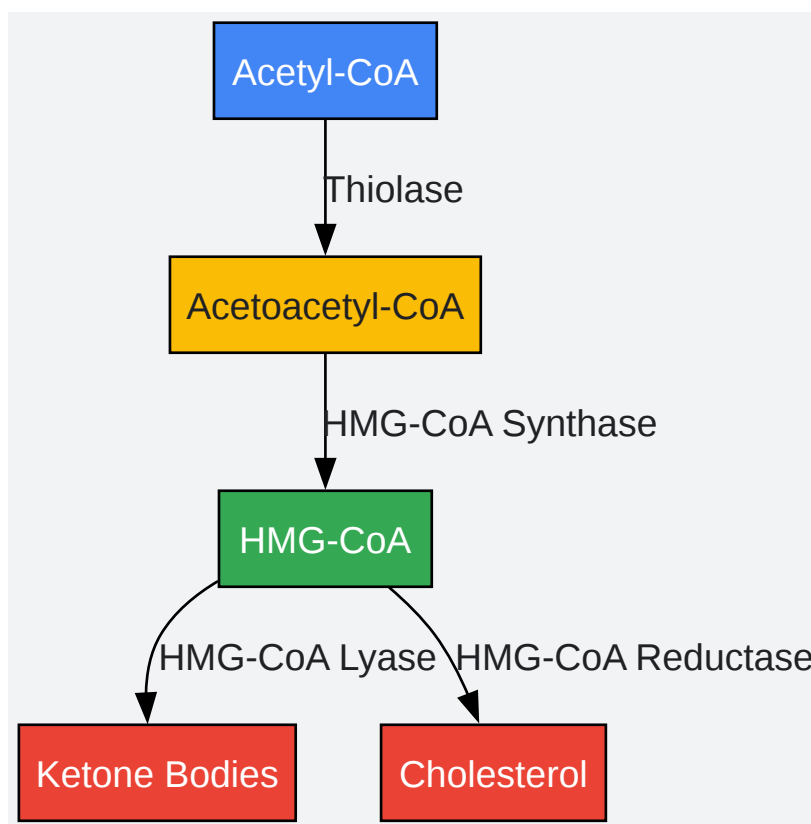 Acetyl-CoA
Thiolase
Acetoacetyl-CoA
HMG-CoA Synthase
HMG-CoA
HMG-CoA Lyase
HMG-CoA Reductase
Ketone Bodies
Cholesterol